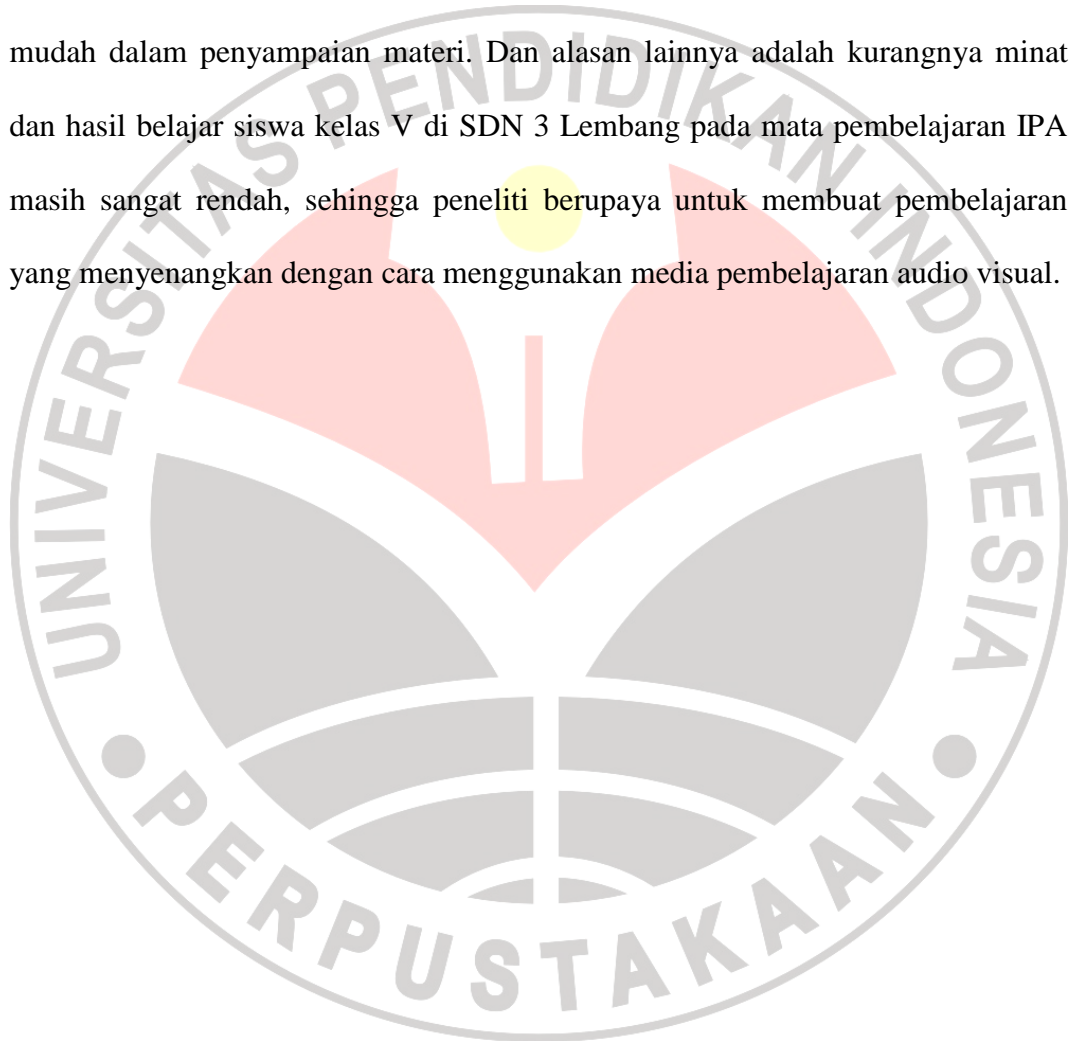 mudah dalam penyampaian materi. Dan alasan lainnya adalah kurangnya minat
dan hasil belajar siswa kelas V di SDN 3 Lembang pada mata pembelajaran IPA
masih sangat rendah, sehingga peneliti berupaya untuk membuat pembelajaran
yang menyenangkan dengan cara menggunakan media pembelajaran audio visual.
UNIVERSITAS PENDIDIKAN INDONESIA
PERPUSTAKAAN